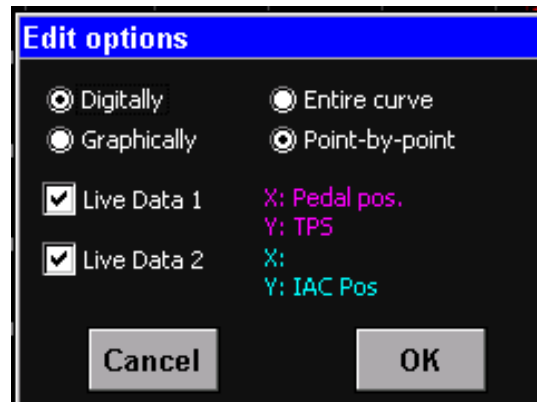 Edit options
Digitally
Entire curve
Graphically
Point-by-point
Live Data 1
X: Pedal pos.
Y: TPS
Live Data 2
X:
Y: IAC Pos
Cancel
OK